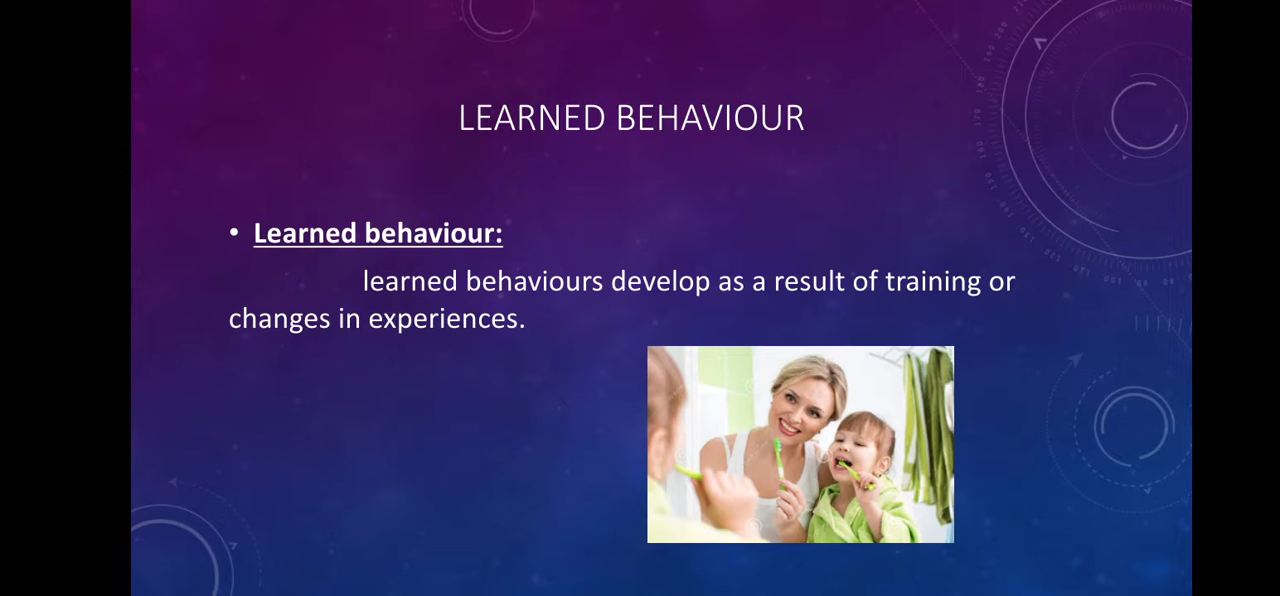 LEARNED BEHAVIOUR
• Learned behaviour:
learned behaviours develop as a result of training or
changes in experiences.